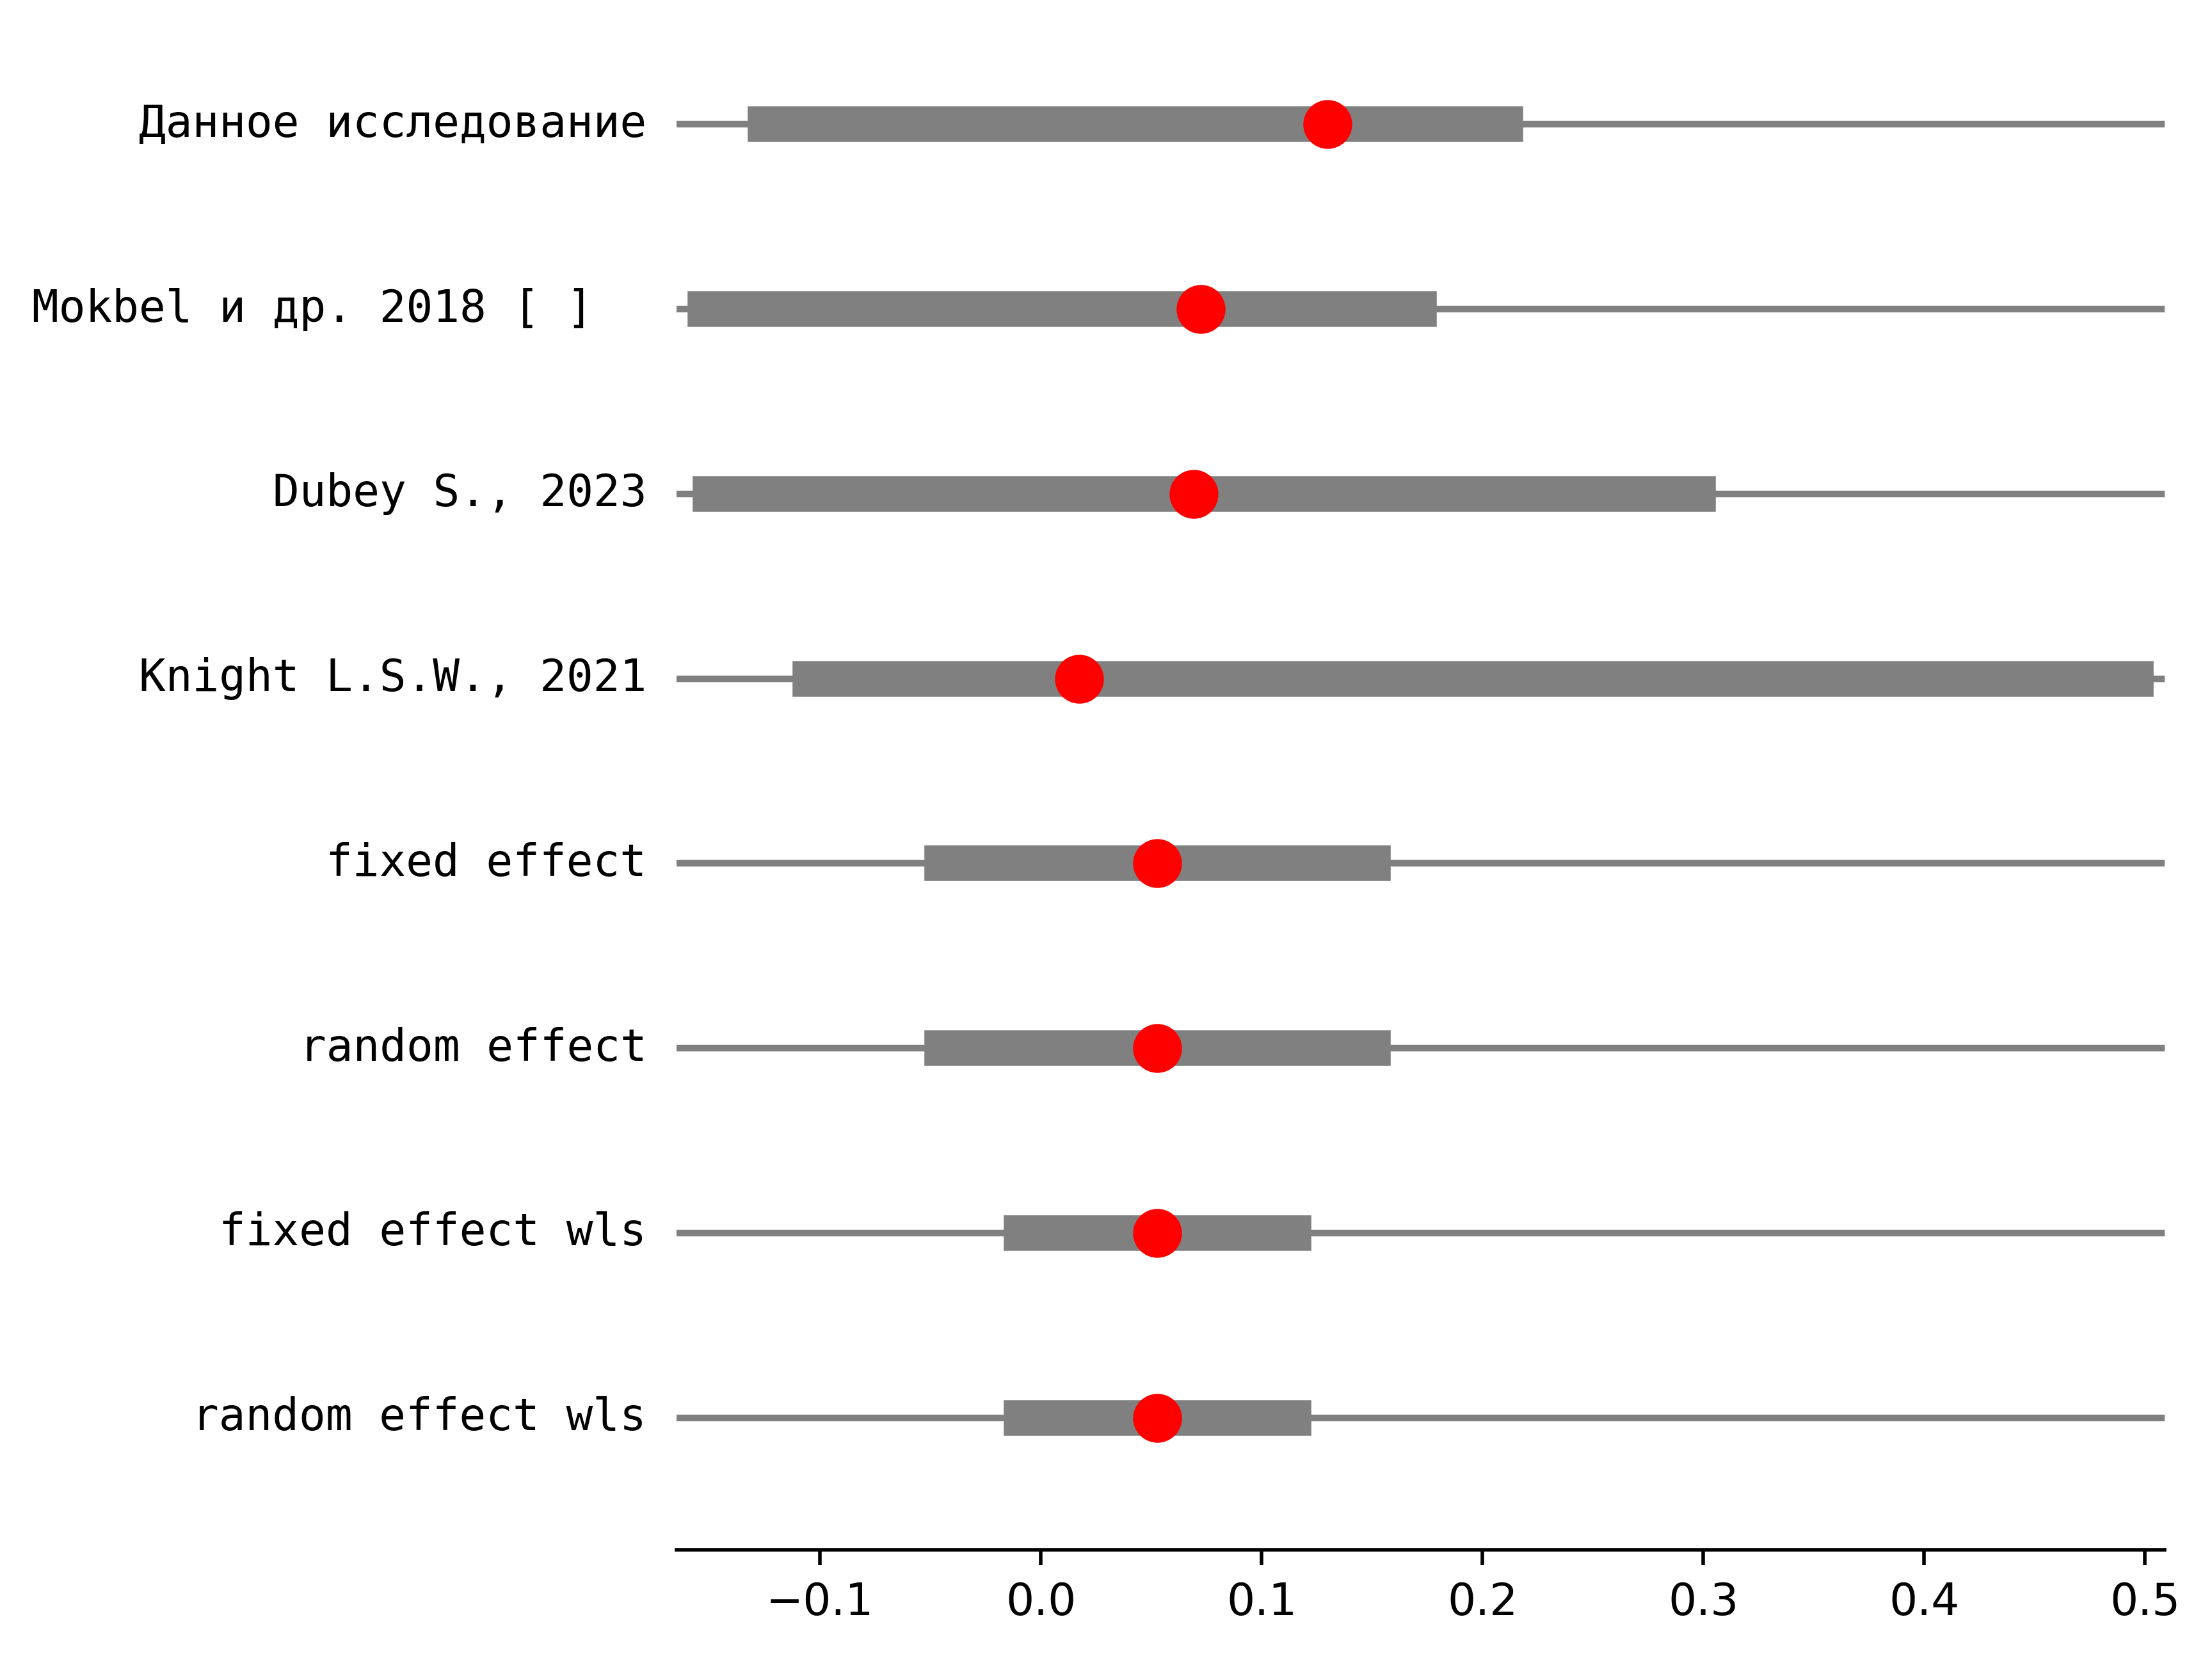 Данное исследование
Mokbel и др. 2018 [ ]
Dubey S., 2023
Knight L.S.W., 2021
fixed effect
random effect
fixed effect wls
random effect wls
−0.1 0.0 0.1 0.2 0.3 0.4 0.5